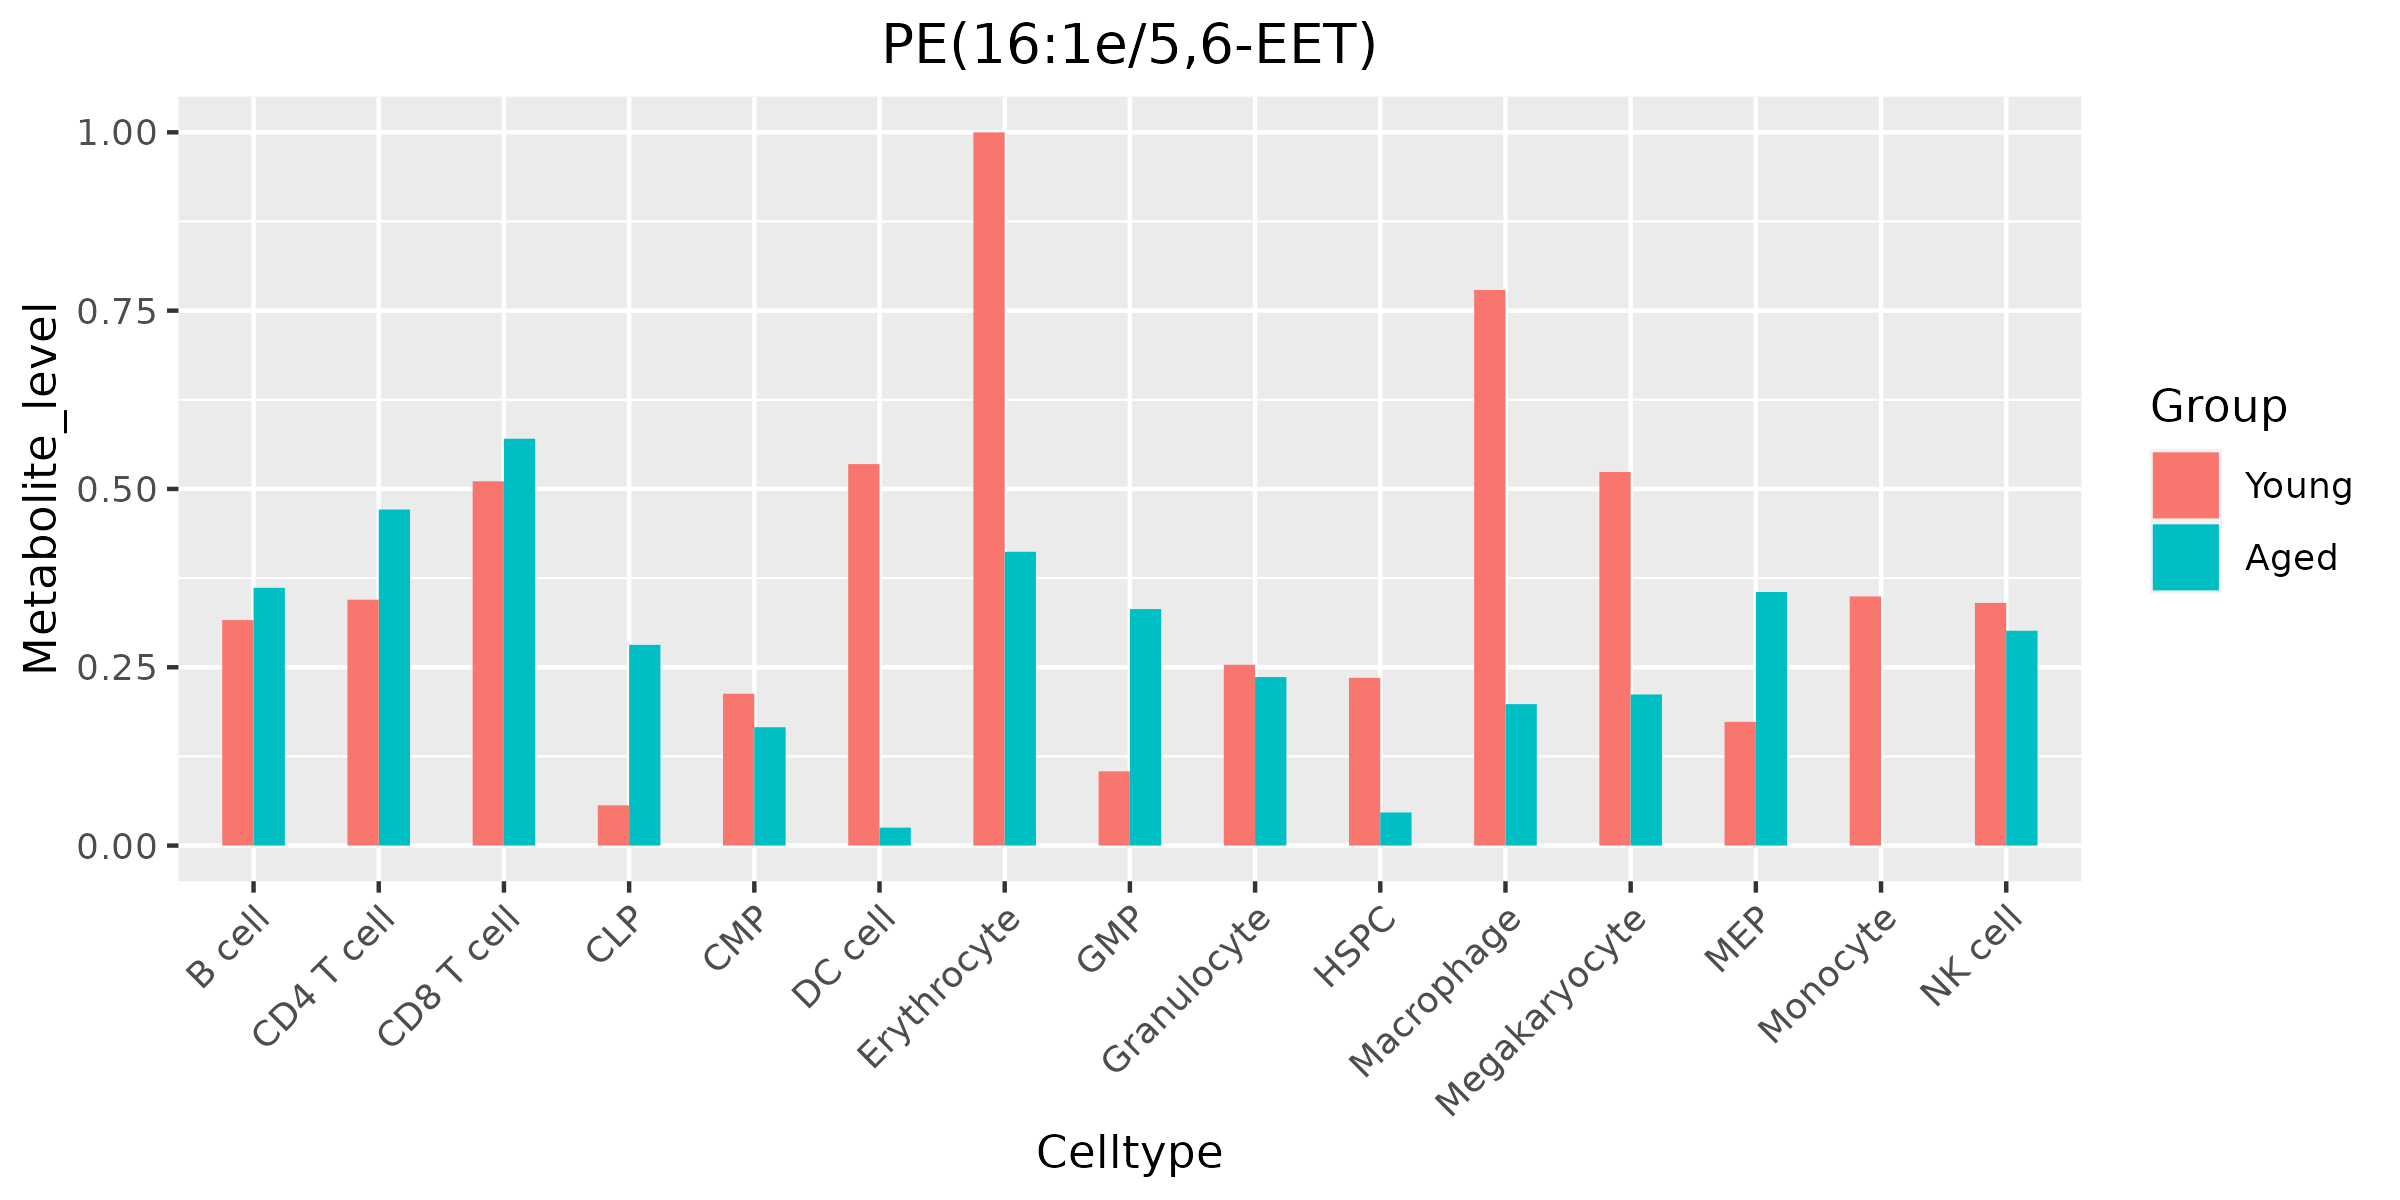 PE(16:1e/5,6-EET)
Metabolite_level
1.00
0.75
0.50
0.25
0.00
B cell
CD4 T cell
CD8 T cell
CLP
CMP
DC cell
Erythrocyte
GMP
Granulocyte
HSPC
Macrophage
Megakaryocyte
MEP
Monocyte
NK cell
Celltype
Group
Young
Aged